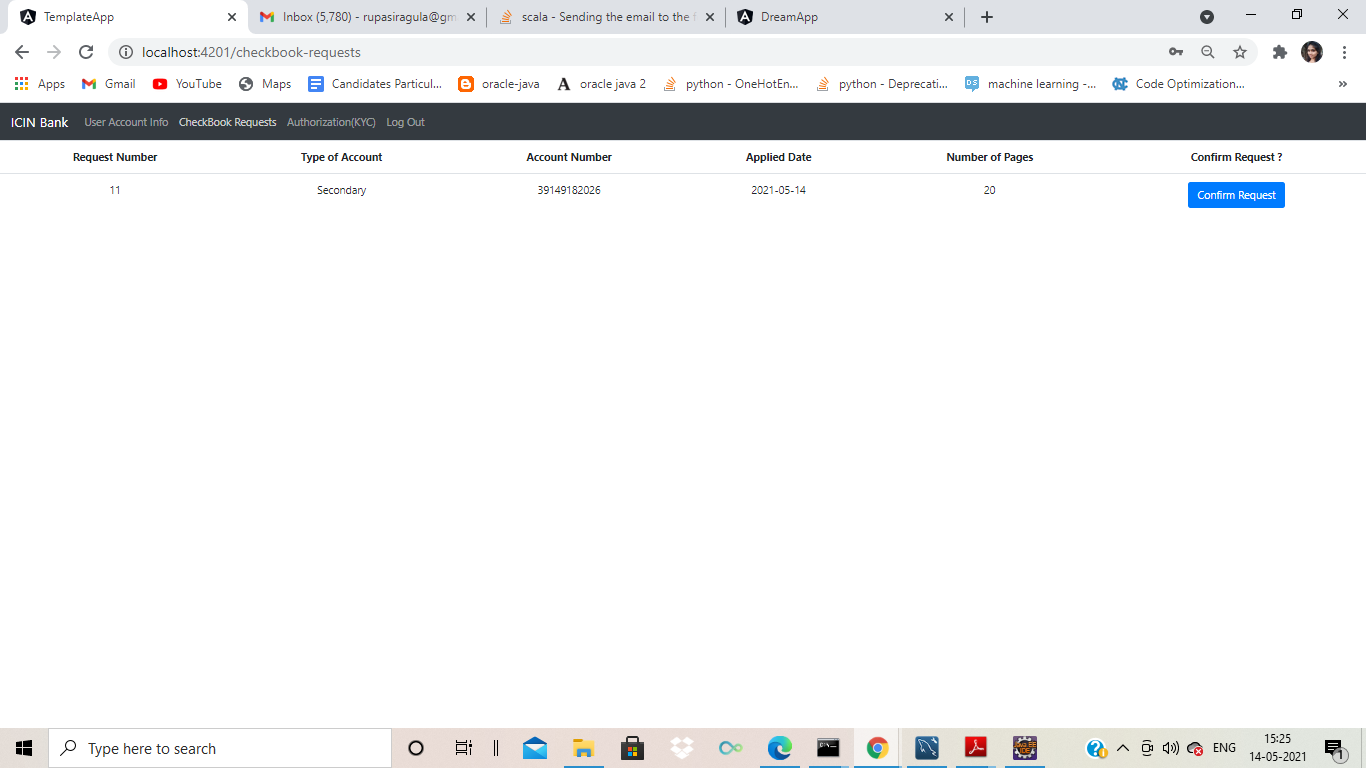 TemplateApp
Inbox (5,780) - rupasiragula@gm
scala - Sending the email to the f
DreamApp
localhost:4201/checkbook-requests
Apps
Gmail
YouTube
Maps
Candidates Particul...
oracle-java
A oracle java 2
python - OneHotEn...
python - Deprecati...
machine learning -...
Code Optimization...
»
ICIN Bank User Account Info CheckBook Requests Authorization(KYC) Log Out
Request Number Type of Account Account Number Applied Date Number of Pages Confirm Request ?
11 Secondary 39149182026 2021-05-14 20 Confirm Request
Type here to search
ENG
15:25
14-05-2021
1